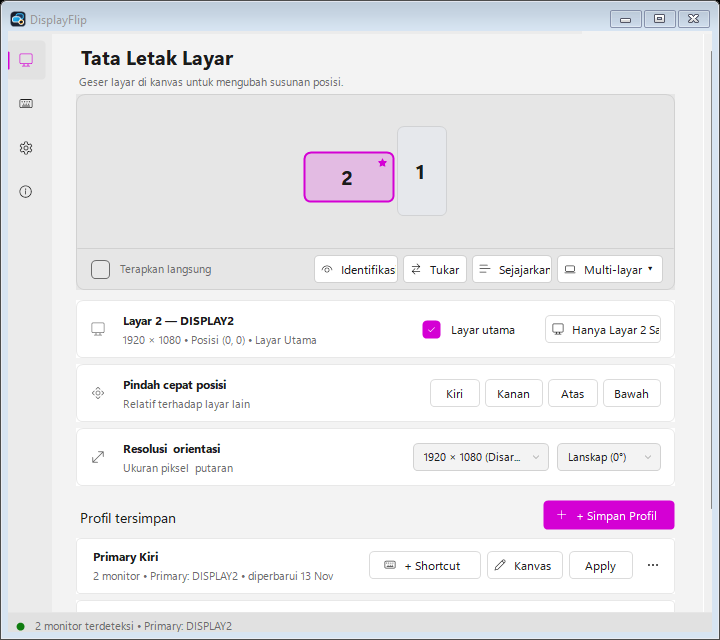 DisplayFlip
Tata Letak Layar
Geser layar di kanvas untuk mengubah susunan posisi.
2
1
Terapkan langsung
Identifikas
Tukar
Sejajarkan
Multi-layar
Layar 2 — DISPLAY2
1920 × 1080 • Posisi (0, 0) • Layar Utama
Layar utama
Hanya Layar 2 Sa
Pindah cepat posisi
Relatif terhadap layar lain
Kiri
Kanan
Atas
Bawah
Resolusi  orientasi
Ukuran piksel  putaran
1920 × 1080 (Disar...
Lanskap (0°)
Profil tersimpan
+ Simpan Profil
Primary Kiri
2 monitor • Primary: DISPLAY2 • diperbarui 13 Nov
+ Shortcut
Kanvas
Apply
2 monitor terdeteksi • Primary: DISPLAY2